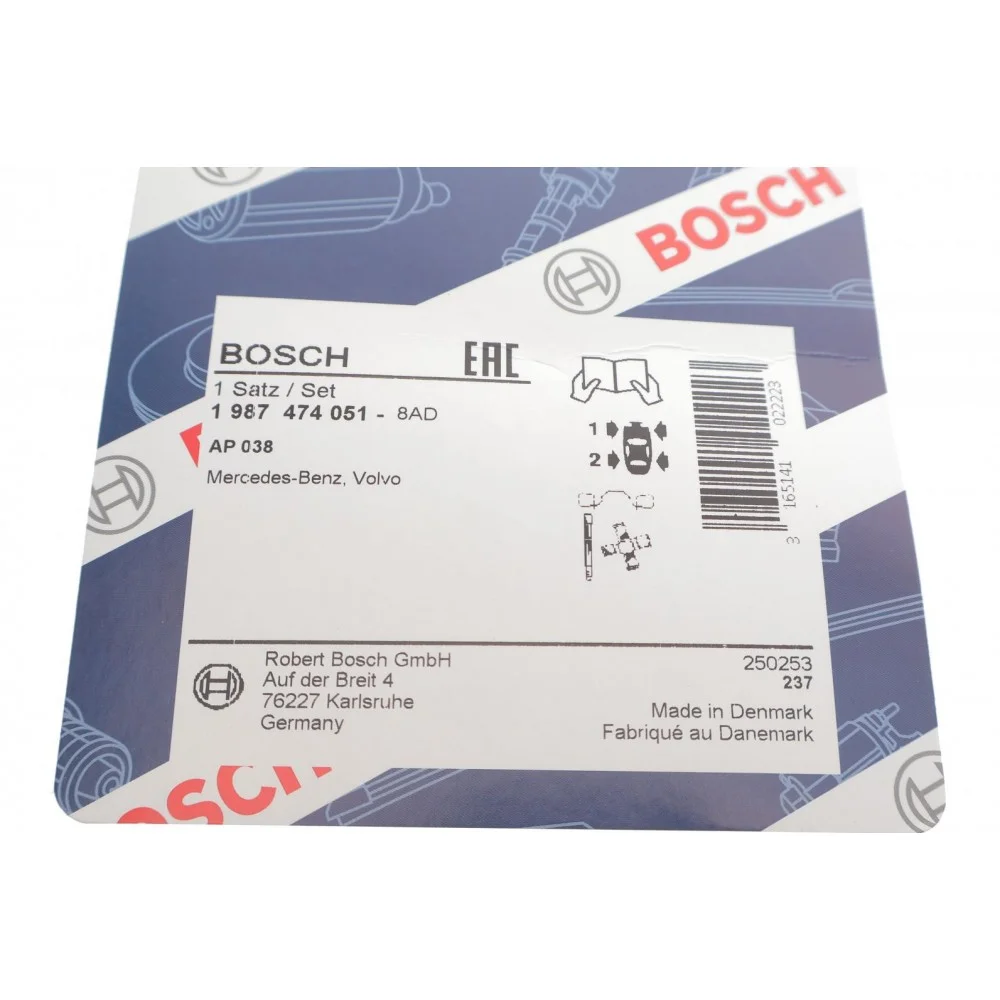 BOSCH
BOSCH EAC
1 Satz / Set
1 987 474 051 - 8AD
AP 038
Mercedes-Benz, Volvo
1
2
3 165141 022223
Robert Bosch GmbH
Auf der Breit 4
76227 Karlsruhe
Germany
250253
237
Made in Denmark
Fabriqué au Danemark
BOSCH